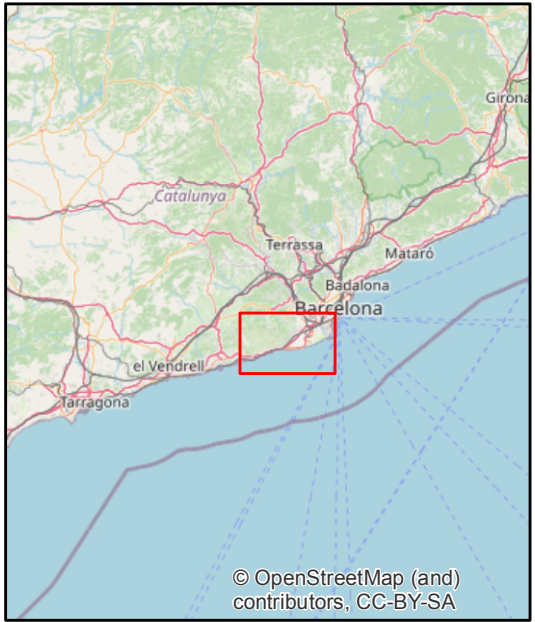 Girona
Catalunya
Terrassa
Mataró
Badalona
Barcelona
el Vendrell
Tarragona
© OpenStreetMap (and)
contributors, CC-BY-SA